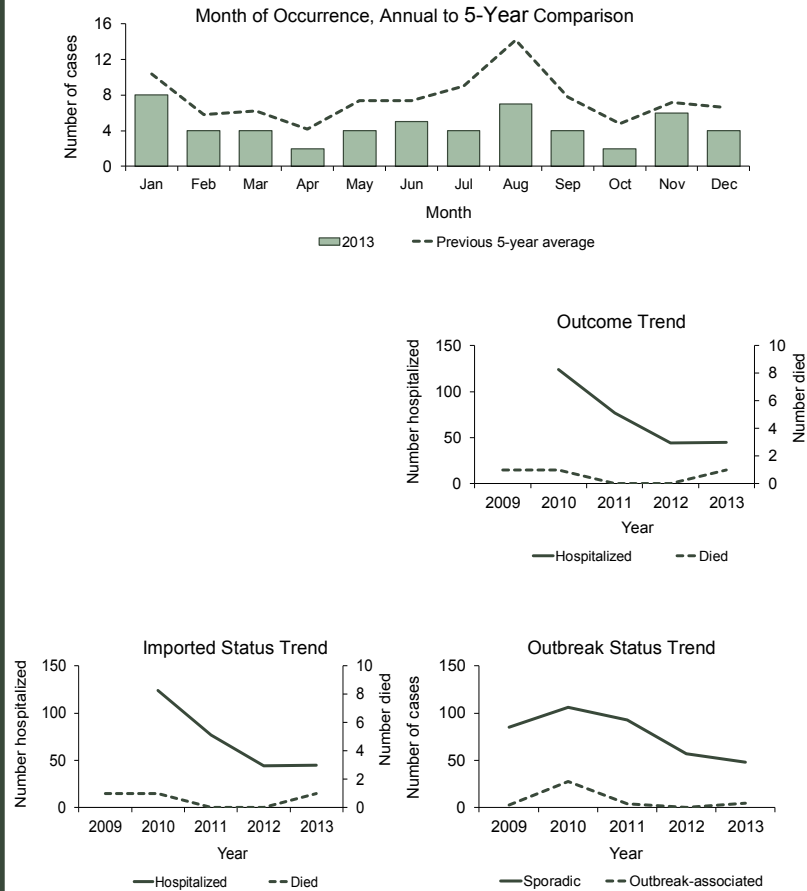 Month of Occurrence, Annual to 5-Year Comparison
Number of cases
16
12
8
4
0
Jan Feb Mar Apr May Jun Jul Aug Sep Oct Nov Dec
Month
2013 Previous 5-year average
Outcome Trend
Number hospitalized
150
100
50
0
10
8
6
4
2
0
Number died
2009 2010 2011 2012 2013
Year
Hospitalized Died
Imported Status Trend
Number hospitalized
150
100
50
0
10
8
6
4
2
0
Number died
2009 2010 2011 2012 2013
Year
Hospitalized Died
Outbreak Status Trend
Number of cases
150
100
50
0
2009 2010 2011 2012 2013
Year
Sporadic Outbreak-associated